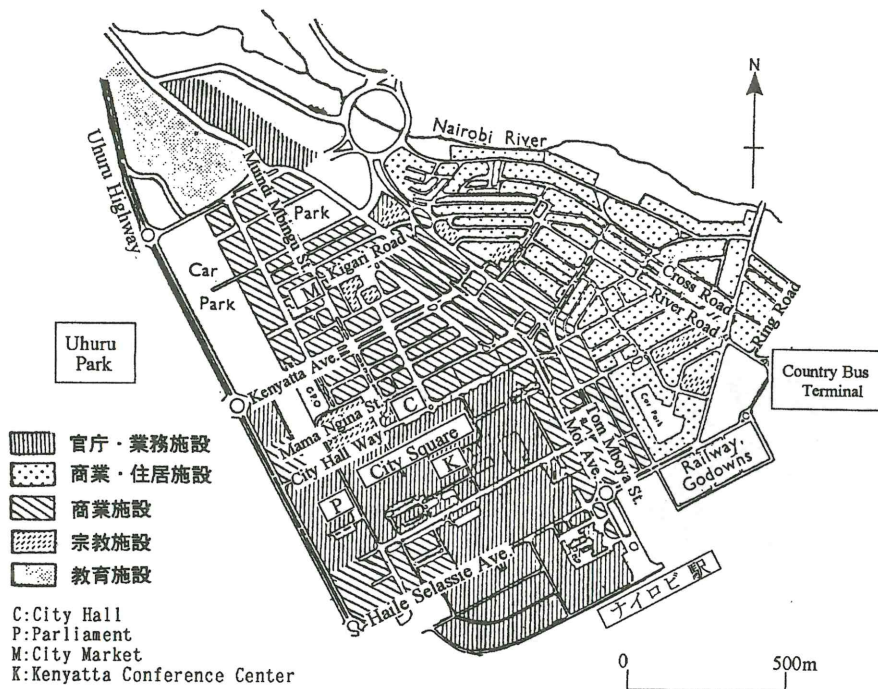 N
Nairobi River
Uhuru Highway
Muindi Mbingu St.
Park
Kigari Road
M
Car
Park
Cross Road
River Road
Ring Road
Uhuru
Park
Kenyatta Ave.
Country Bus
Terminal
G.P.O
C
Mama Ngina St.
City Hall Way
City Square
K
Car Park
Tom Mboya St.
Moi Ave.
Railway,
Godowns
P
Haile Selassie Ave.
ナイロビ駅
官庁・業務施設
商業・住居施設
商業施設
宗教施設
教育施設
C:City Hall
P:Parliament
M:City Market
K:Kenyatta Conference Center
0 500m